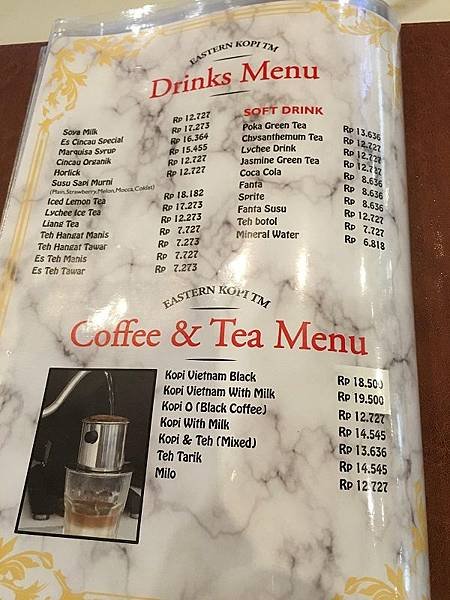 EASTERN KOPI TM
Drinks Menu
Soya Milk Rp 12.727
Es Cincau Special Rp 17.273
Marquisa Syrup Rp 16.364
Cincau Organik Rp 15.455
Horlick Rp 12.727
Susu Sapi Murni Rp 12.727
(Plain,Strawberry,Melon,Mocca,Coklat)
Iced Lemon Tea Rp 18.182
Lychee Ice Tea Rp 17.273
Liang Tea Rp 12.273
Teh Hangat Manis Rp 7.727
Teh Hangat Tawar Rp 7.273
Es Teh Manis Rp 7.727
Es Teh Tawar Rp 7.273
SOFT DRINK
Poka Green Tea Rp 13.636
Chysanthemum Tea Rp 12.727
Lychee Drink Rp 12.727
Jasmine Green Tea Rp 12.727
Coca Cola Rp 8.636
Fanta Rp 8.636
Sprite Rp 8.636
Fanta Susu Rp 12.727
Teh botol Rp 7.727
Mineral Water Rp 6.818
EASTERN KOPI TM
Coffee & Tea Menu
Kopi Vietnam Black Rp 18.500
Kopi Vietnam With Milk Rp 19.500
Kopi O (Black Coffee) Rp 12.727
Kopi With Milk Rp 14.545
Kopi & Teh (Mixed) Rp 13.636
Teh Tarik Rp 14.545
Milo Rp 12.727